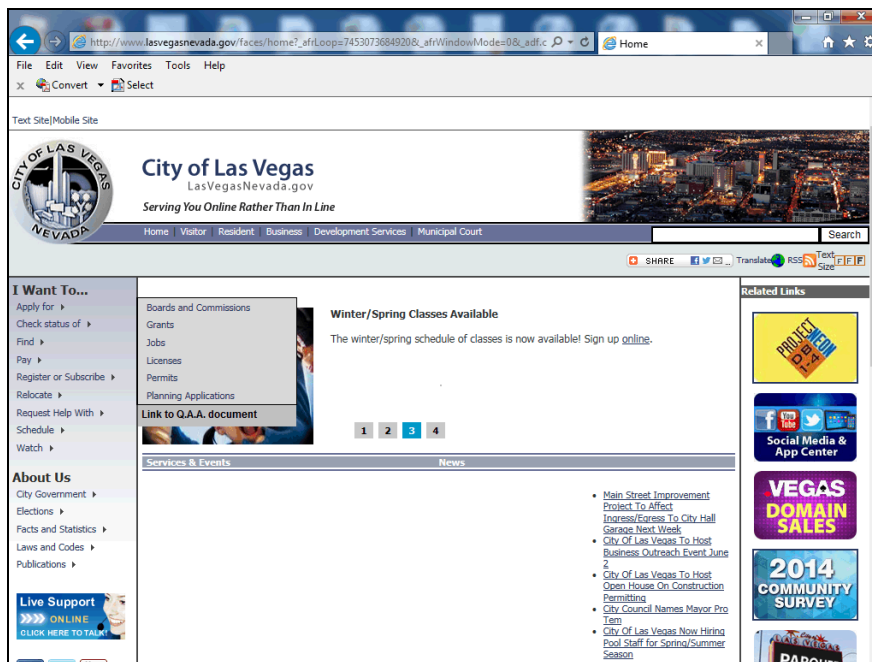 http://www.lasvegasnevada.gov/faces/home?_afrLoop=7453073684920&_afrWindowMode=0&_adf.c
Home
File Edit View Favorites Tools Help
x Convert Select
Text Site|Mobile Site
CITY OF LAS VEGAS
NEVADA
City of Las Vegas
LasVegasNevada.gov
Serving You Online Rather Than In Line
Home | Visitor | Resident | Business | Development Services | Municipal Court
Search
SHARE
Translate
RSS
Text Size
F F F
I Want To...
Apply for
Check status of
Find
Pay
Register or Subscribe
Relocate
Request Help With
Schedule
Watch
Boards and Commissions
Grants
Jobs
Licenses
Permits
Planning Applications
Link to Q.A.A. document
Winter/Spring Classes Available
The winter/spring schedule of classes is now available! Sign up online.
1 2 3 4
About Us
City Government
Elections
Facts and Statistics
Laws and Codes
Publications
Live Support
ONLINE
CLICK HERE TO TALK!
Services & Events
News
Main Street Improvement
Project To Affect
Ingress/Egress To City Hall
Garage Next Week
City Of Las Vegas To Host
Business Outreach Event June
2
City Of Las Vegas To Host
Open House On Construction
Permitting
City Council Names Mayor Pro
Tem
City Of Las Vegas Now Hiring
Pool Staff for Spring/Summer
Season
Related Links
PROJECT
NEON
DB
1-4
You
Tube
Social Media &
App Center
VEGAS
DOMAIN
SALES
2014
COMMUNITY
SURVEY
LAS VEGAS